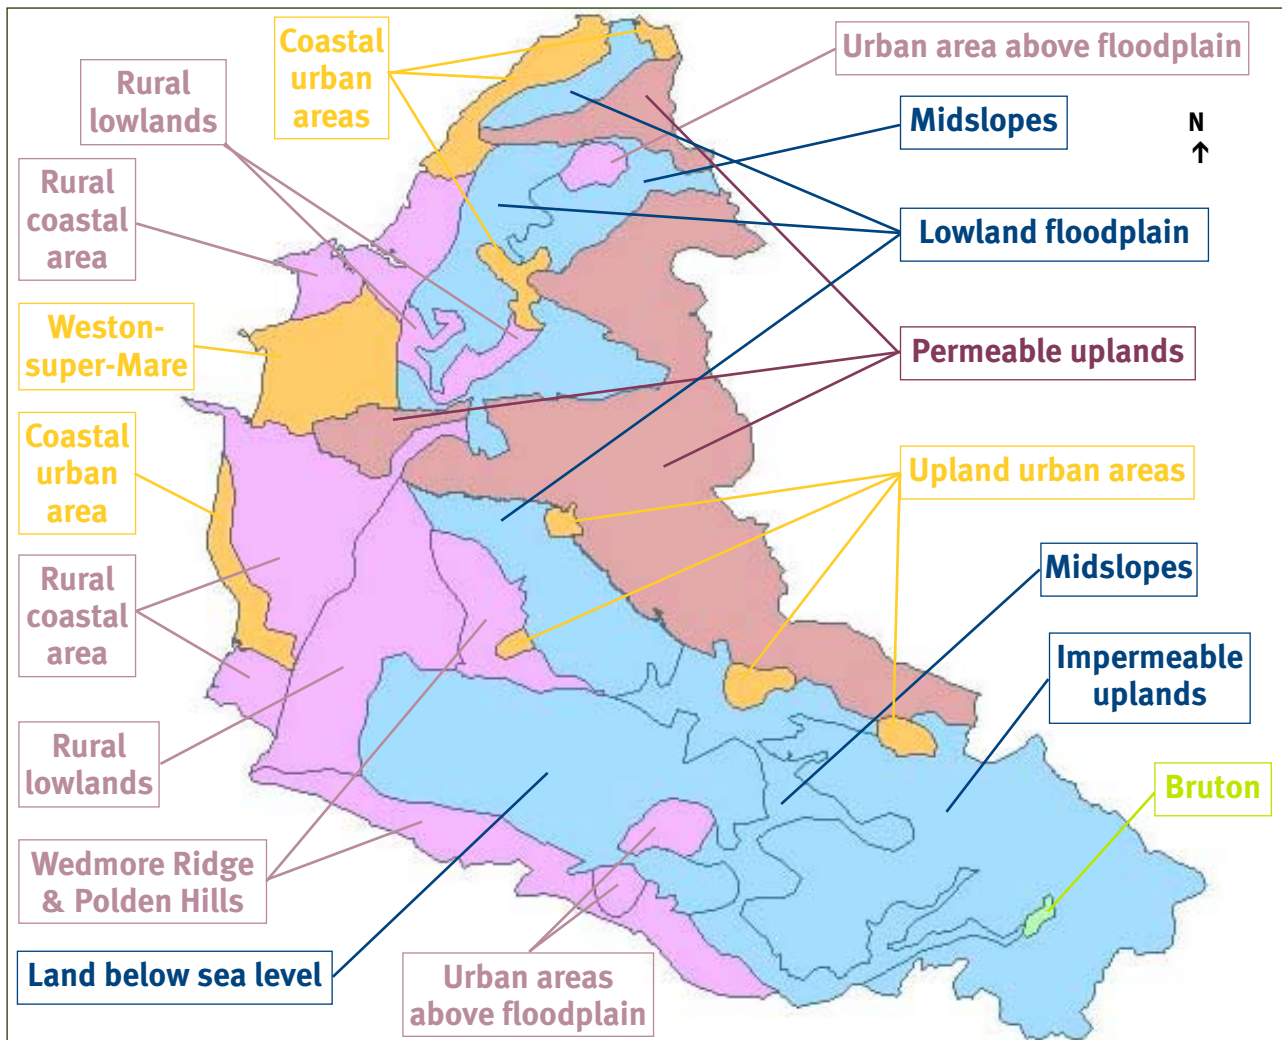 Coastal
urban
areas
Urban area above floodplain
Rural
lowlands
Midslopes
N
Rural
coastal
area
Lowland floodplain
Weston-
super-Mare
Permeable uplands
Coastal
urban
area
Upland urban areas
Midslopes
Rural
coastal
area
Impermeable
uplands
Rural
lowlands
Bruton
Wedmore Ridge
& Polden Hills
Land below sea level
Urban areas
above floodplain